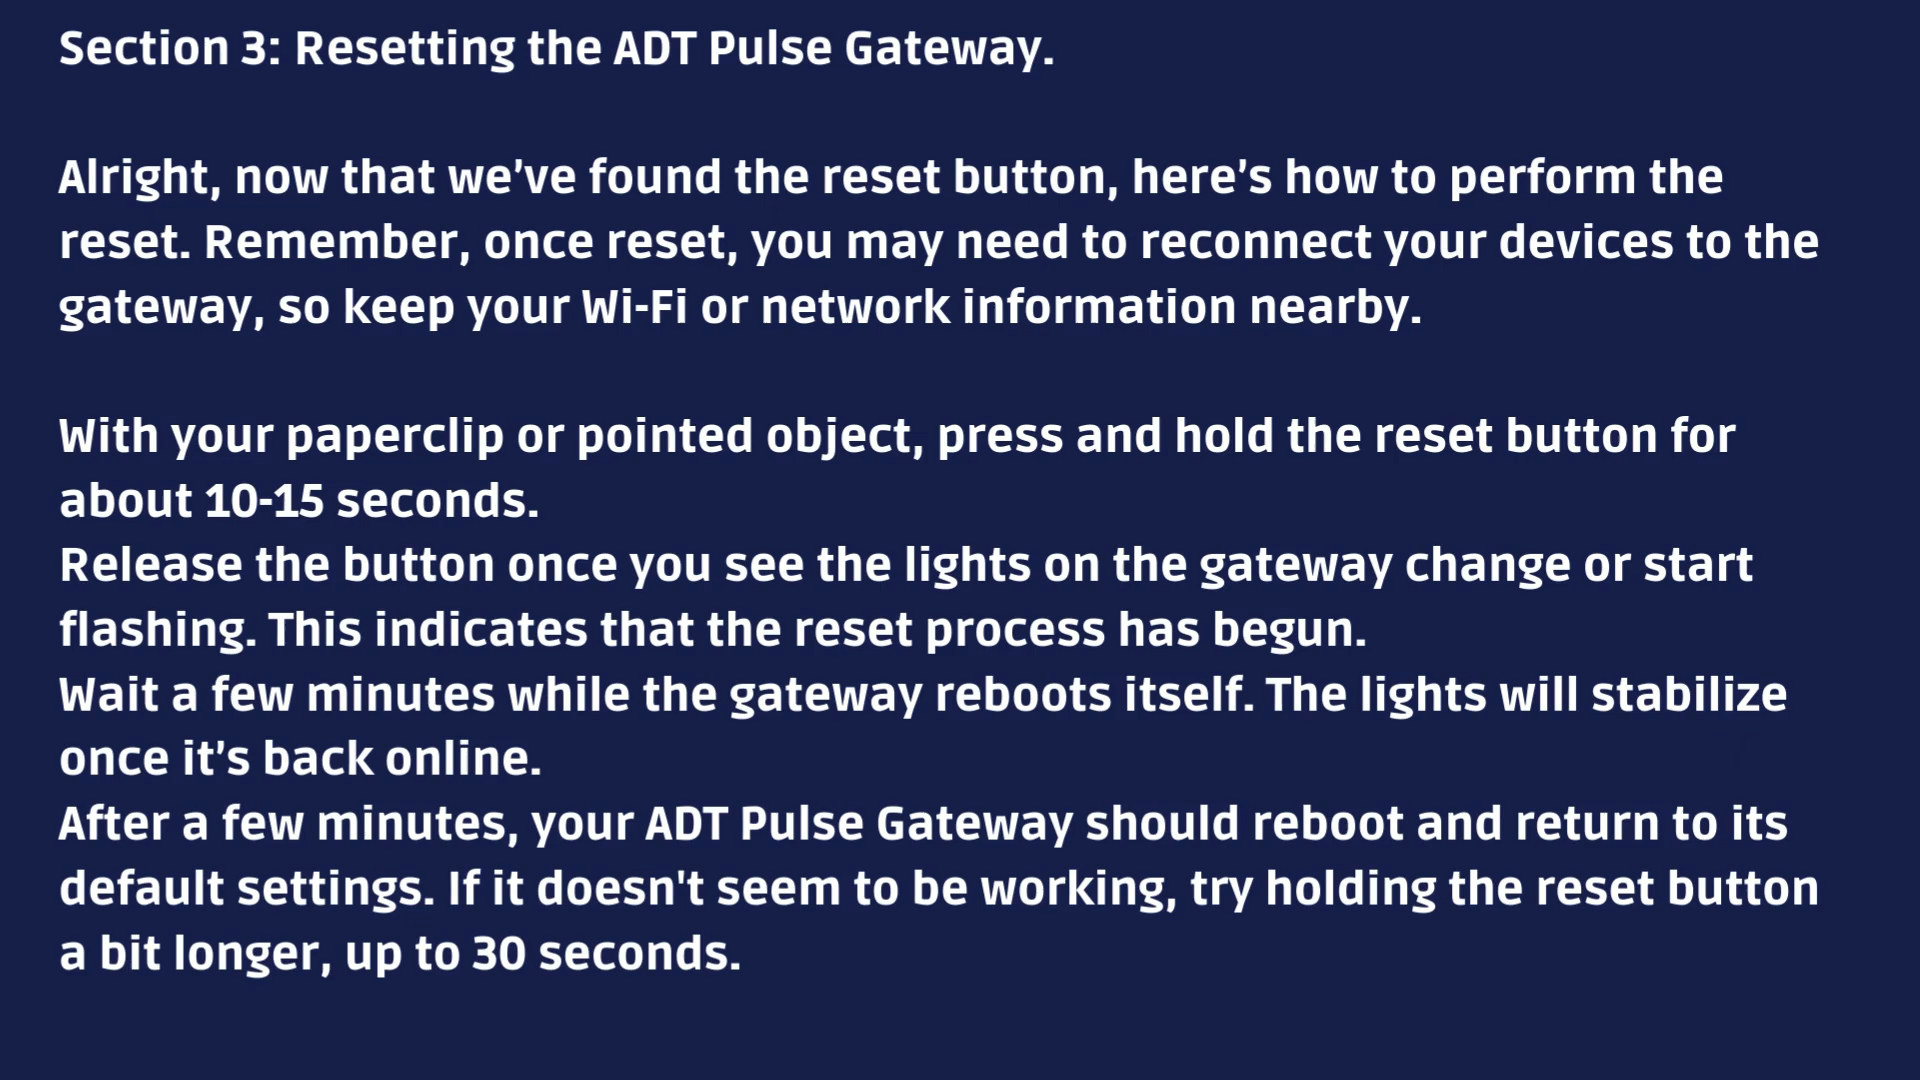 Section 3: Resetting the ADT Pulse Gateway.
Alright, now that we’ve found the reset button, here’s how to perform the
reset. Remember, once reset, you may need to reconnect your devices to the
gateway, so keep your Wi-Fi or network information nearby.
With your paperclip or pointed object, press and hold the reset button for
about 10-15 seconds.
Release the button once you see the lights on the gateway change or start
flashing. This indicates that the reset process has begun.
Wait a few minutes while the gateway reboots itself. The lights will stabilize
once it’s back online.
After a few minutes, your ADT Pulse Gateway should reboot and return to its
default settings. If it doesn't seem to be working, try holding the reset button
a bit longer, up to 30 seconds.